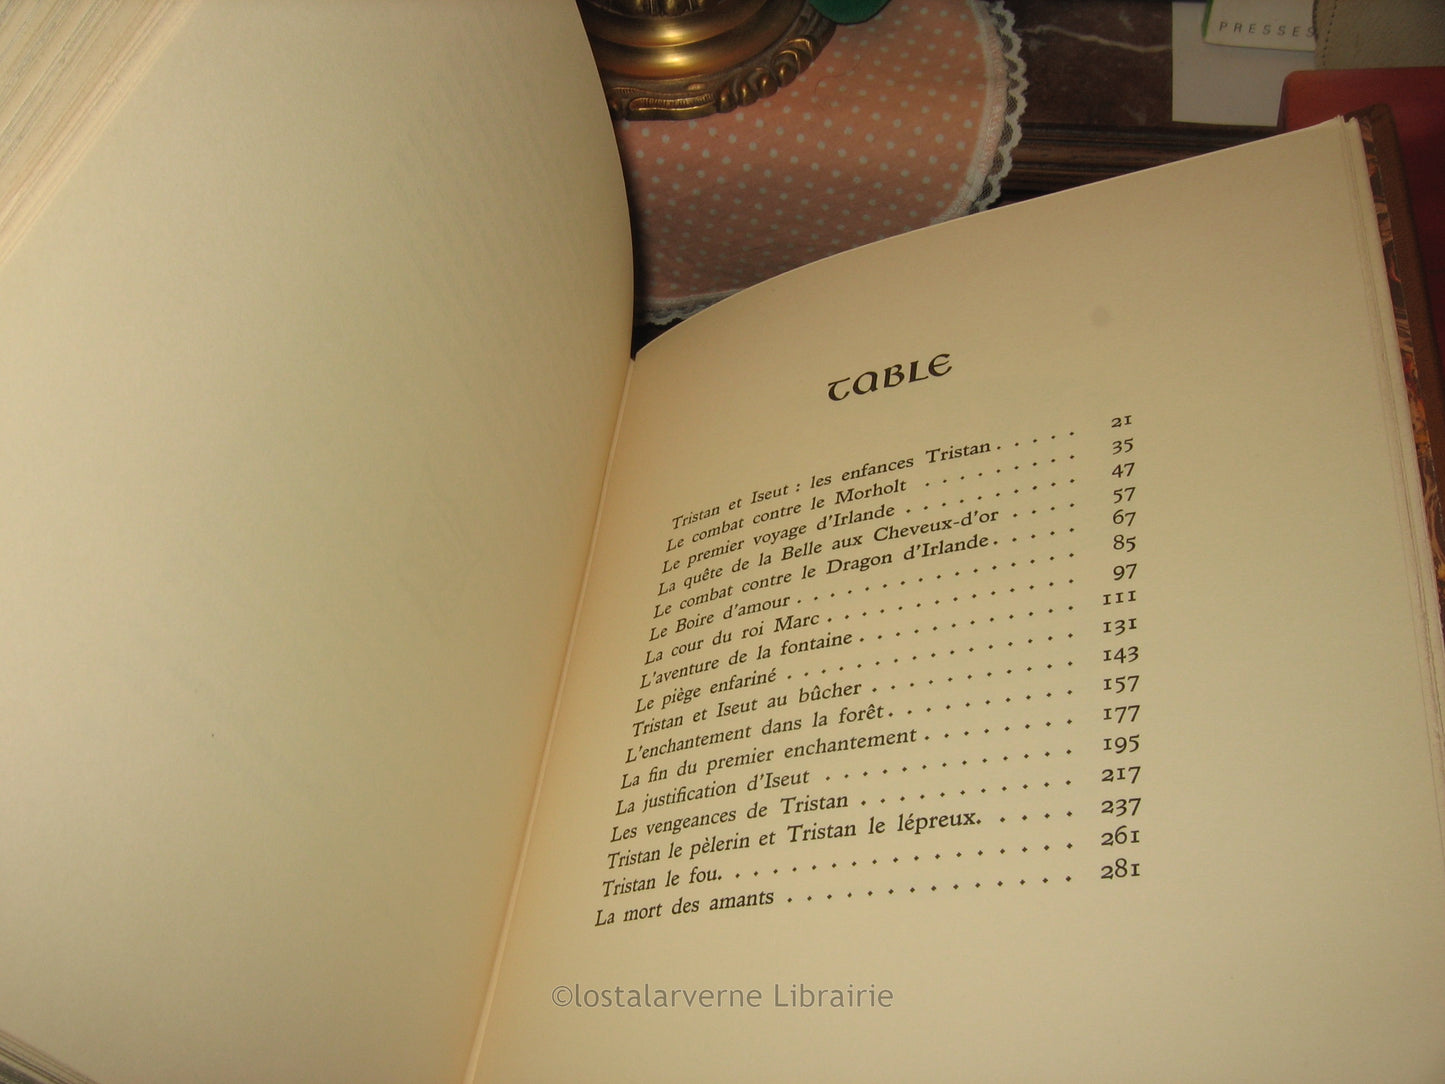 PRESSES
TABLE
Tristan et Iseut : les enfances Tristan . . . . . 21
Le combat contre le Morholt . . . . . . . . 35
Le premier voyage d'Irlande . . . . . . . . 47
La quête de la Belle aux Cheveux-d'or . . . . 57
Le combat contre le Dragon d'Irlande . . . . . 67
Le Boire d'amour . . . . . . . . . . . . 85
La cour du roi Marc . . . . . . . . . . . 97
L'aventure de la fontaine . . . . . . . . . . 111
Le piège enfariné . . . . . . . . . . . . . 131
Tristan et Iseut au bûcher . . . . . . . . . 143
L'enchantement dans la forêt . . . . . . . . 157
La fin du premier enchantement . . . . . . . 177
La justification d'Iseut . . . . . . . . . . 195
Les vengeances de Tristan . . . . . . . . . 217
Tristan le pèlerin et Tristan le lépreux . . . . . 237
Tristan le fou . . . . . . . . . . . . . . 261
La mort des amants . . . . . . . . . . . . 281
©lostalarverne Librairie